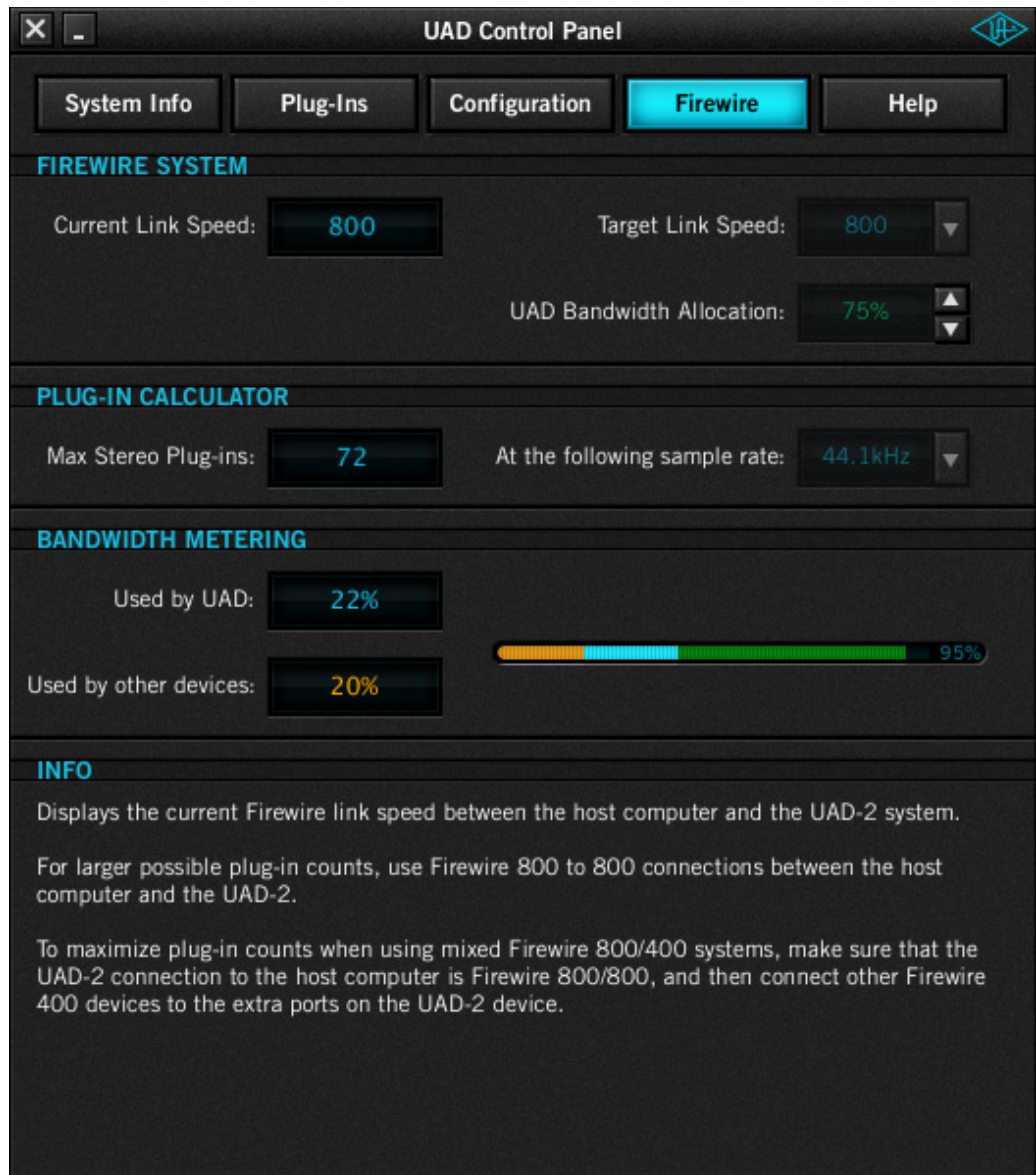 UAD Control Panel
System Info
Plug-Ins
Configuration
Firewire
Help
FIREWIRE SYSTEM
Current Link Speed: 800
Target Link Speed: 800
UAD Bandwidth Allocation: 75%
PLUG-IN CALCULATOR
Max Stereo Plug-ins: 72
At the following sample rate: 44.1kHz
BANDWIDTH METERING
Used by UAD: 22%
95%
Used by other devices: 20%
INFO
Displays the current Firewire link speed between the host computer and the UAD-2 system.
For larger possible plug-in counts, use Firewire 800 to 800 connections between the host
computer and the UAD-2.
To maximize plug-in counts when using mixed Firewire 800/400 systems, make sure that the
UAD-2 connection to the host computer is Firewire 800/800, and then connect other Firewire
400 devices to the extra ports on the UAD-2 device.